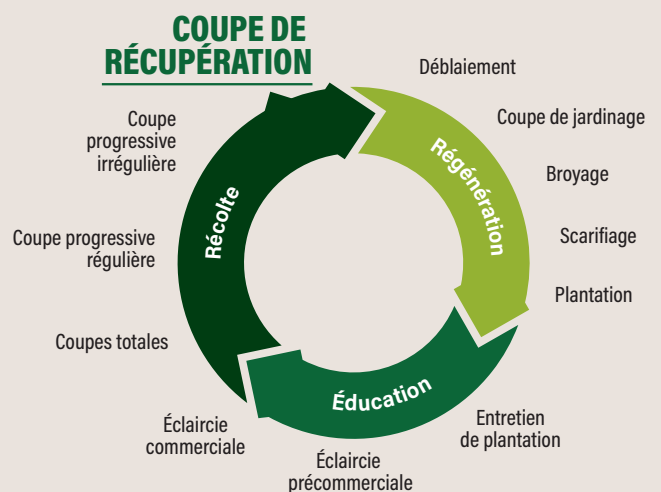 COUPE DE
RÉCUPÉRATION
Déblaiement
Coupe de jardinage
Broyage
Scarifiage
Plantation
Régénération
Entretien
de plantation
Éclaircie
précommerciale
Éclaircie
commerciale
Éducation
Coupes totales
Coupe progressive
régulière
Coupe
progressive
irrégulière
Récolte